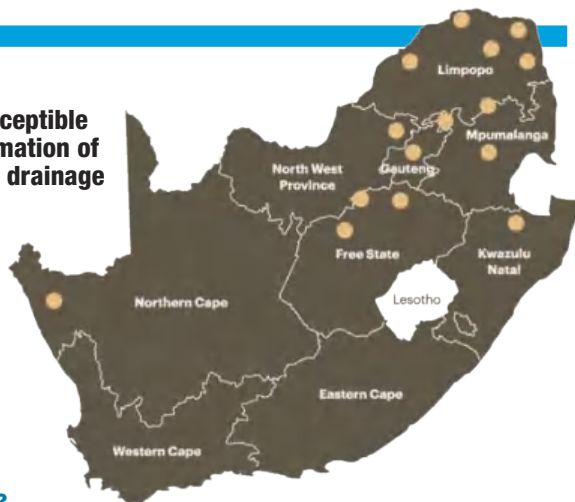 ceptible
mation of
drainage
Limpopo
Mpumalanga
North West
Province
Gauteng
Free State
Kwazulu
Natal
Lesotho
Northern Cape
Eastern Cape
Western Cape